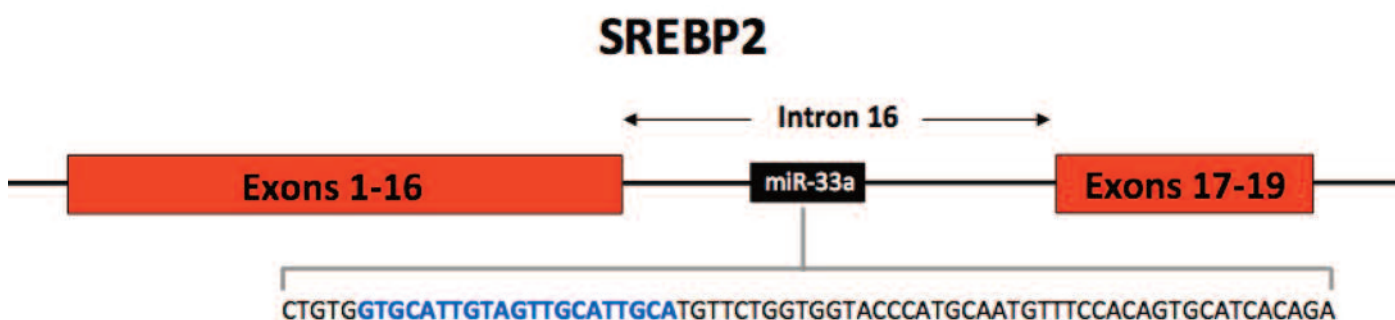 SREBP2
Intron 16
Exons 1-16
miR-33a
Exons 17-19
CTGTGGTGCATTGTAGTTGCATTGCATGTTCTGGTGGTACCCATGCAATGTTTCCACAGTGCATCACAGA